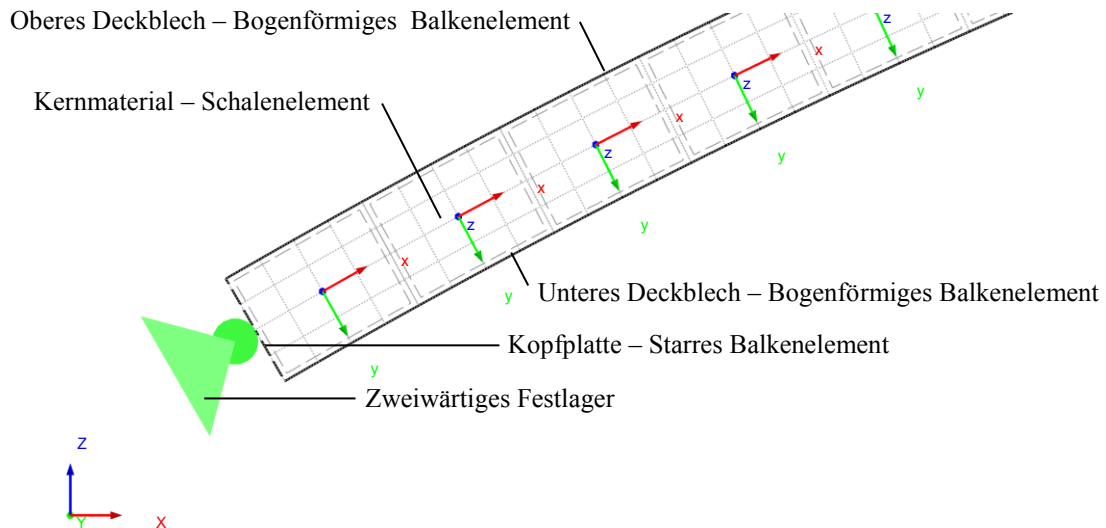 Oberes Deckblech – Bogenförmiges Balkenelement
z
x
Kernmaterial – Schalenelement
z
y
x
z
y
z
x
y
x
y
Unteres Deckblech – Bogenförmiges Balkenelement
Kopfplatte – Starres Balkenelement
y
Zweiwärtiges Festlager
Z
Y
X